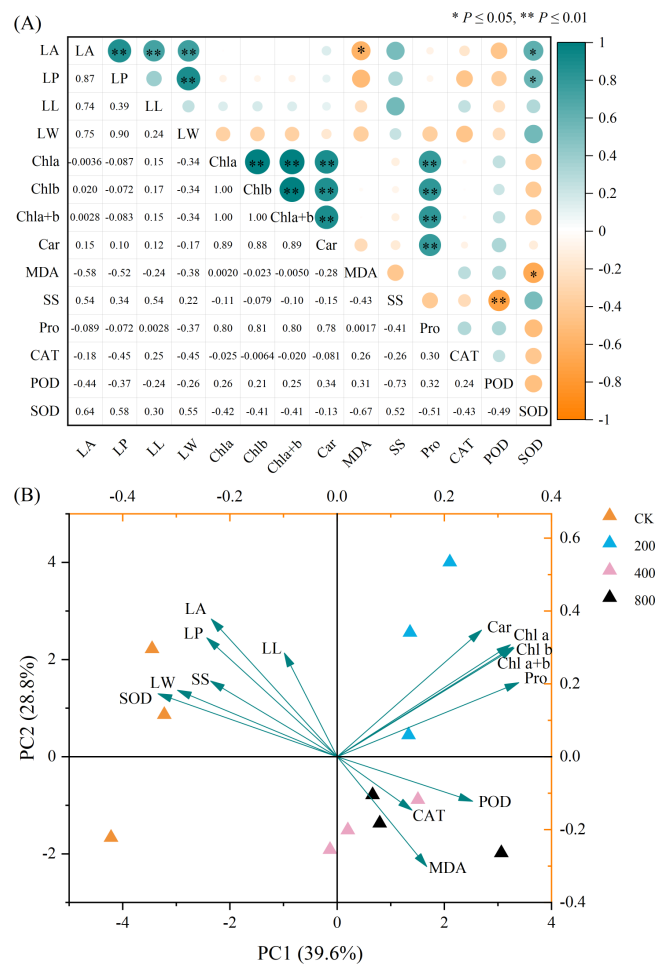 * P ≤ 0.05, ** P ≤ 0.01
(A)
LA LA ** ** ** * *
LP 0.87 LP ** *
LL 0.74 0.39 LL
LW 0.75 0.90 0.24 LW
Chla -0.0036 -0.087 0.15 -0.34 Chla ** ** ** **
Chlb 0.020 -0.072 0.17 -0.34 1.00 Chlb ** ** **
Chla+b 0.0028 -0.083 0.15 -0.34 1.00 1.00 Chla+b ** **
Car 0.15 0.10 0.12 -0.17 0.89 0.88 0.89 Car **
MDA -0.58 -0.52 -0.24 -0.38 0.0020 -0.023 -0.0050 -0.28 MDA *
SS 0.54 0.34 0.54 0.22 -0.11 -0.079 -0.10 -0.15 -0.43 SS **
Pro -0.089 -0.072 0.0028 -0.37 0.80 0.81 0.80 0.78 0.0017 -0.41 Pro
CAT -0.18 -0.45 0.25 -0.45 -0.025 -0.0064 -0.020 -0.081 0.26 -0.26 0.30 CAT
POD -0.44 -0.37 -0.24 -0.26 0.26 0.21 0.25 0.34 0.31 -0.73 0.32 0.24 POD
SOD 0.64 0.58 0.30 0.55 -0.42 -0.41 -0.41 -0.13 -0.67 0.52 -0.51 -0.43 -0.49 SOD
LA LP LL LW Chla Chlb Chla+b Car MDA SS Pro CAT POD SOD
1
0.8
0.6
0.4
0.2
0
-0.2
-0.4
-0.6
-0.8
-1
(B)
-0.4 -0.2 0.0 0.2 0.4
4
2
0
-2
PC2 (28.8%)
0.6
0.4
0.2
0.0
-0.2
-0.4
CK
200
400
800
LA
LP
LL
SS
LW
SOD
Car
Chl a
Chl b
Chl a+b
Pro
POD
CAT
MDA
-4 -2 0 2 4
PC1 (39.6%)